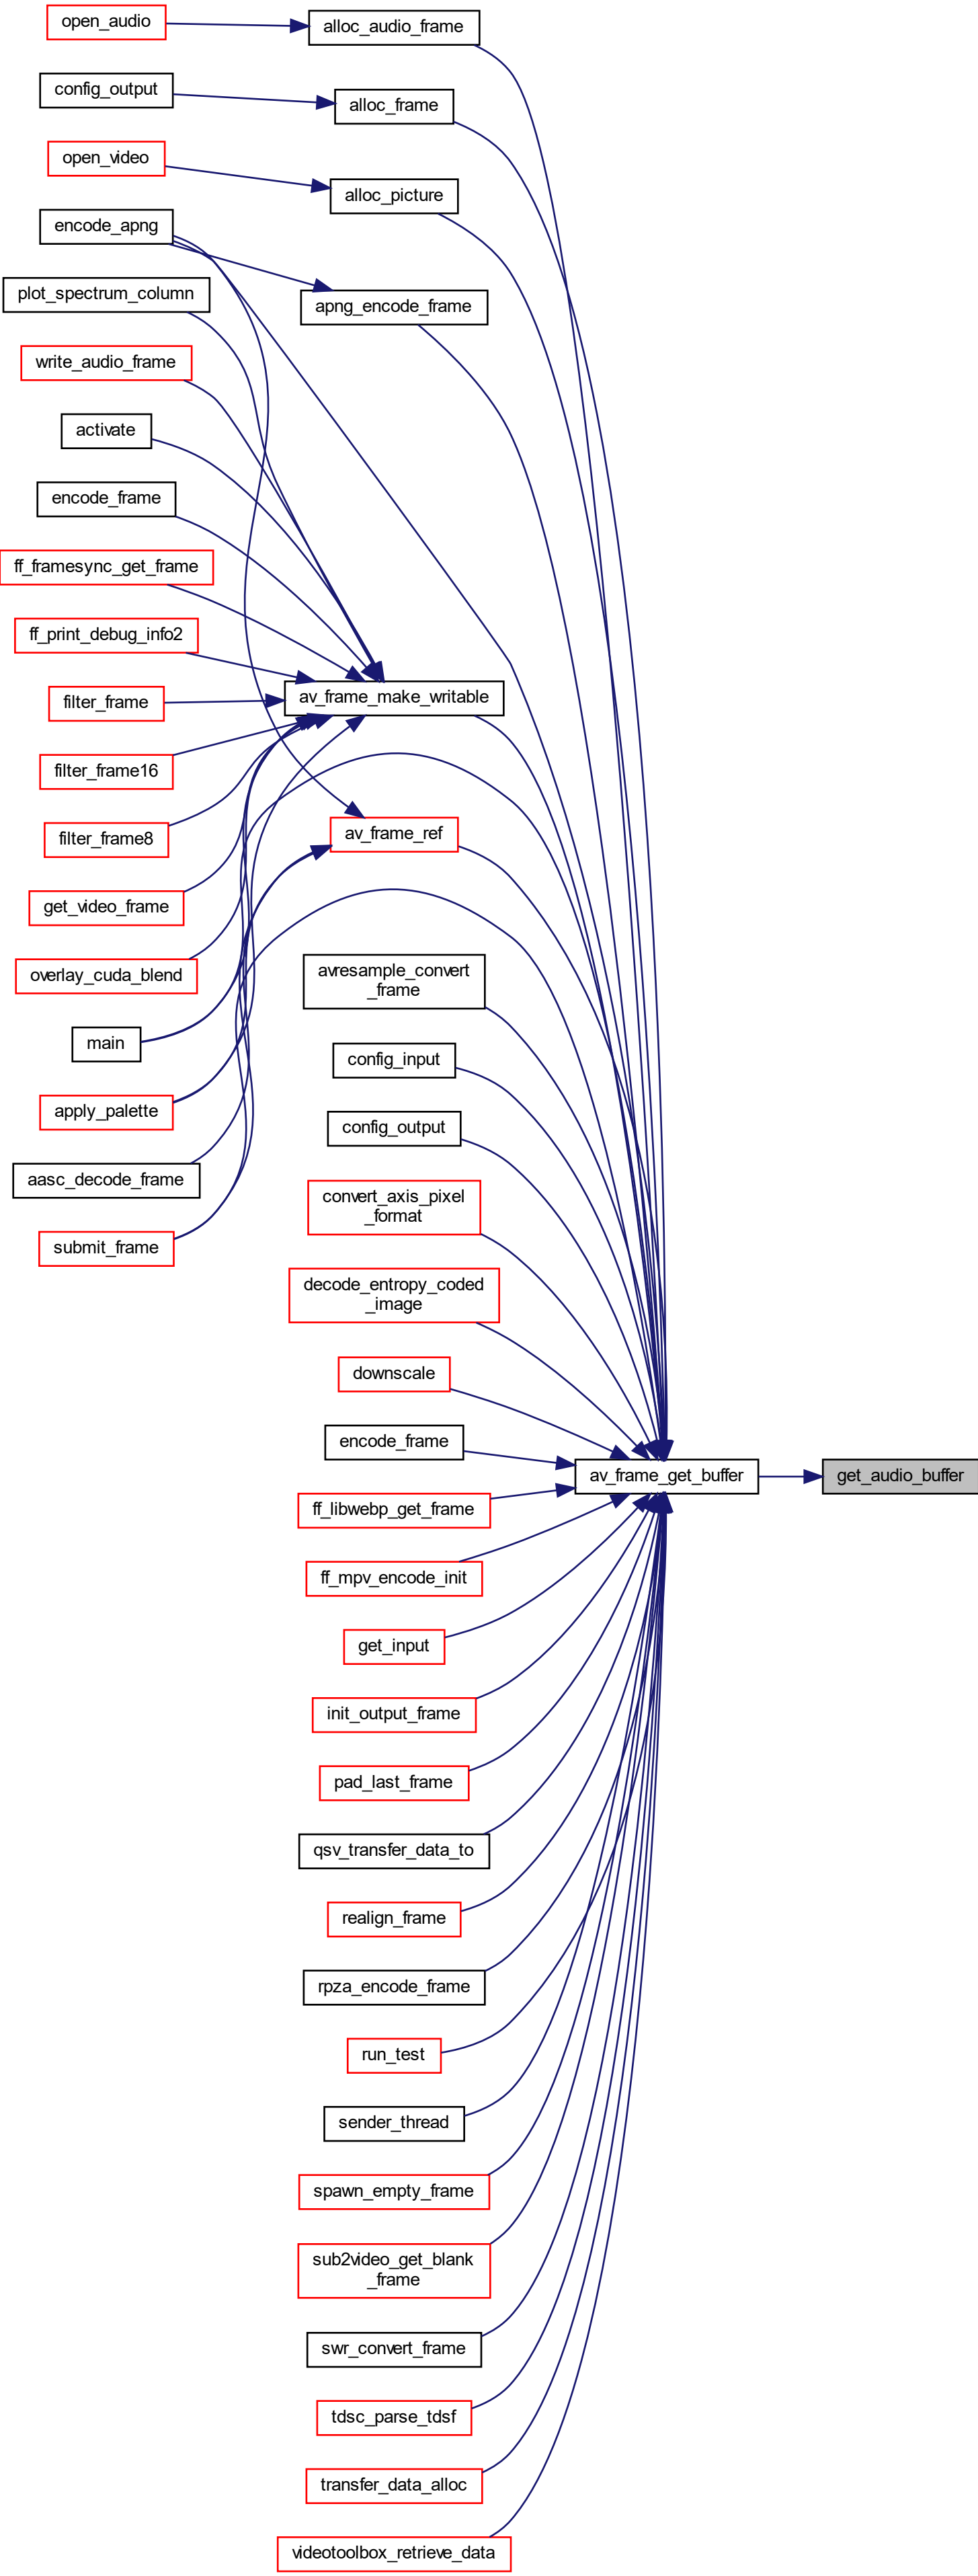 open_audio
alloc_audio_frame
config_output
alloc_frame
open_video
alloc_picture
encode_apng
plot_spectrum_column
apng_encode_frame
write_audio_frame
activate
encode_frame
ff_framesync_get_frame
ff_print_debug_info2
filter_frame
av_frame_make_writable
filter_frame16
filter_frame8
av_frame_ref
get_video_frame
overlay_cuda_blend
avresample_convert
_frame
main
config_input
apply_palette
config_output
aasc_decode_frame
convert_axis_pixel
_format
submit_frame
decode_entropy_coded
_image
downscale
encode_frame
av_frame_get_buffer
get_audio_buffer
ff_libwebp_get_frame
ff_mpv_encode_init
get_input
init_output_frame
pad_last_frame
qsv_transfer_data_to
realign_frame
rpza_encode_frame
run_test
sender_thread
spawn_empty_frame
sub2video_get_blank
_frame
swr_convert_frame
tdsc_parse_tdsf
transfer_data_alloc
videotoolbox_retrieve_data